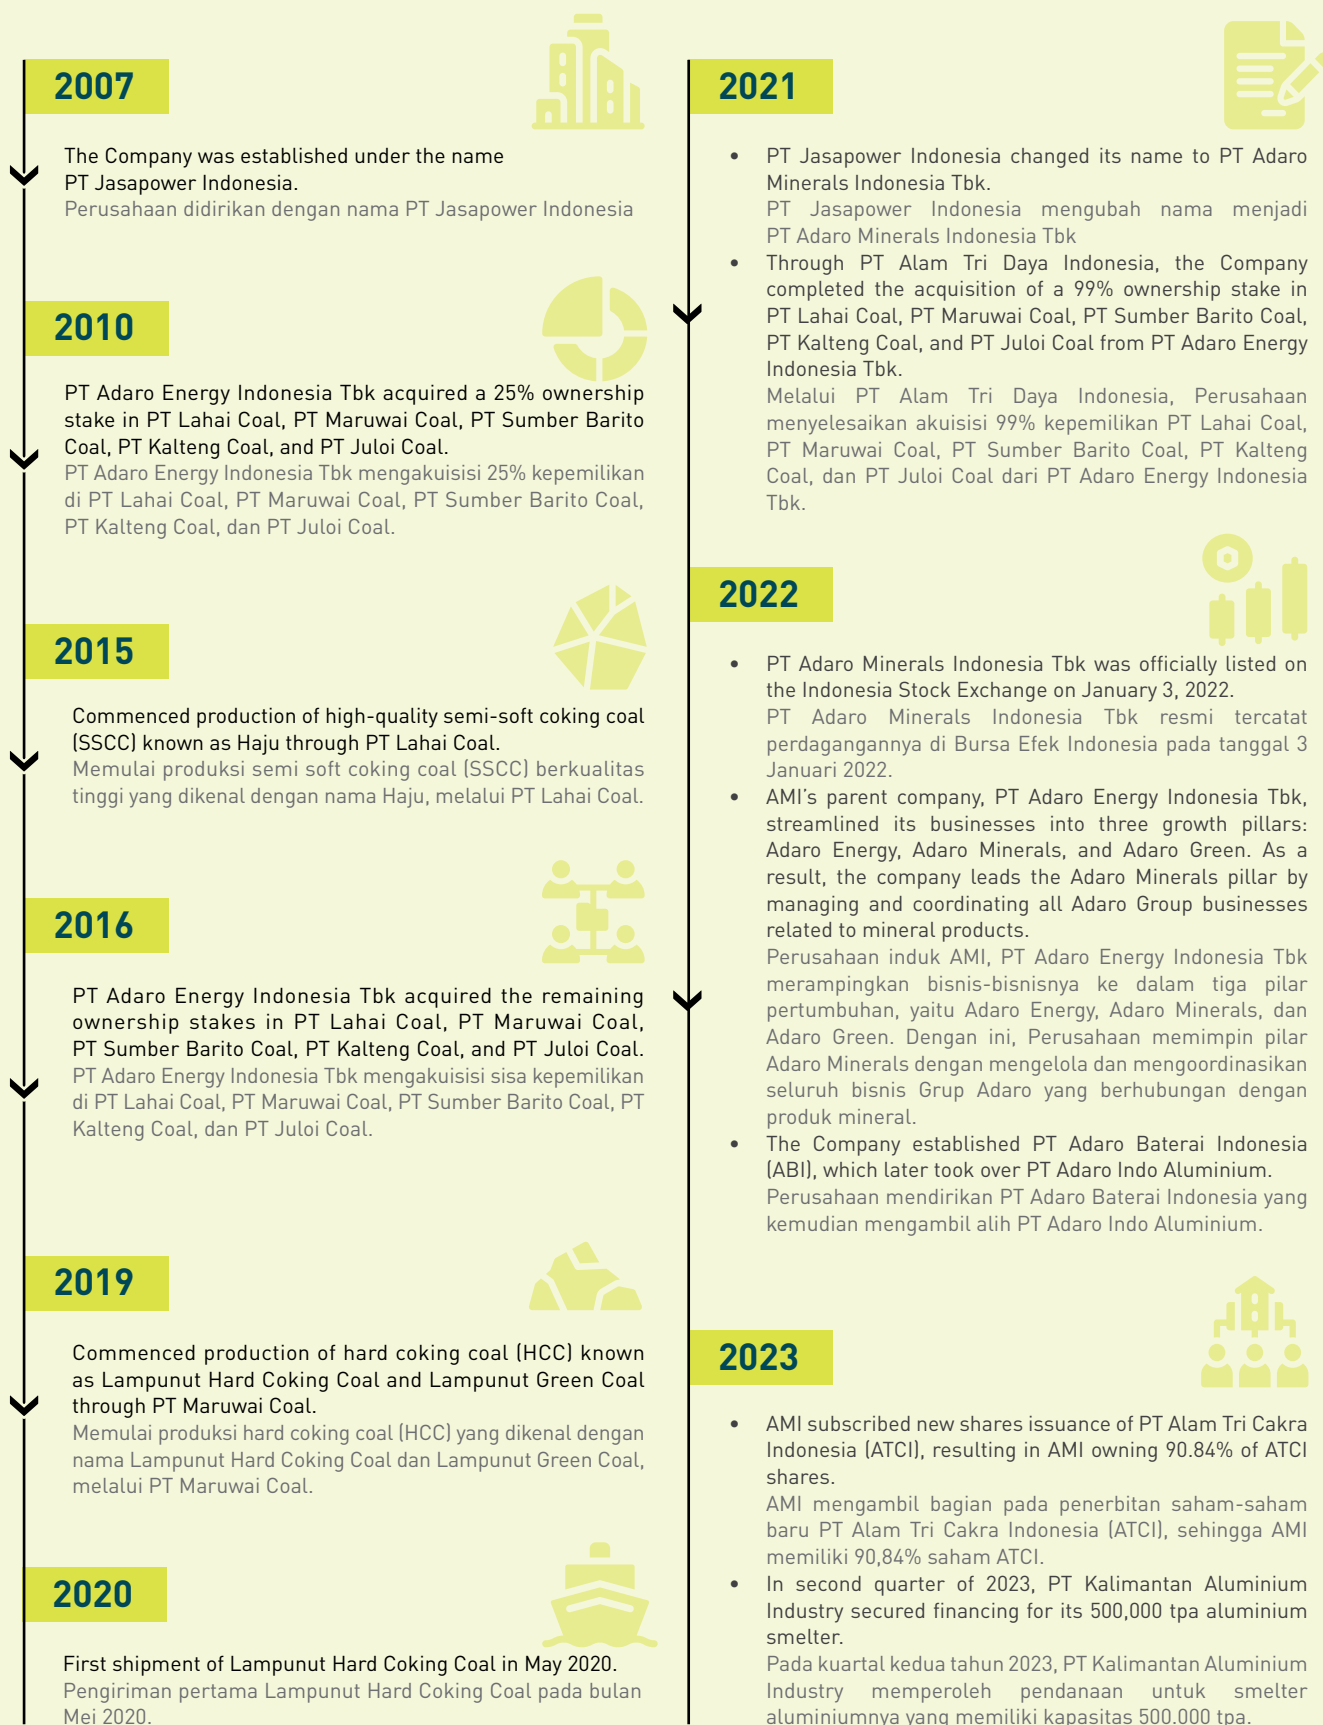 2007
The Company was established under the name
PT Jasapower Indonesia.
Perusahaan didirikan dengan nama PT Jasapower Indonesia
2010
PT Adaro Energy Indonesia Tbk acquired a 25% ownership
stake in PT Lahai Coal, PT Maruwai Coal, PT Sumber Barito
Coal, PT Kalteng Coal, and PT Juloi Coal.
PT Adaro Energy Indonesia Tbk mengakuisisi 25% kepemilikan
di PT Lahai Coal, PT Maruwai Coal, PT Sumber Barito Coal,
PT Kalteng Coal, dan PT Juloi Coal.
2015
Commenced production of high-quality semi-soft coking coal
(SSCC) known as Haju through PT Lahai Coal.
Memulai produksi semi soft coking coal (SSCC) berkualitas
tinggi yang dikenal dengan nama Haju, melalui PT Lahai Coal.
2016
PT Adaro Energy Indonesia Tbk acquired the remaining
ownership stakes in PT Lahai Coal, PT Maruwai Coal,
PT Sumber Barito Coal, PT Kalteng Coal, and PT Juloi Coal.
PT Adaro Energy Indonesia Tbk mengakuisisi sisa kepemilikan
di PT Lahai Coal, PT Maruwai Coal, PT Sumber Barito Coal, PT
Kalteng Coal, dan PT Juloi Coal.
2019
Commenced production of hard coking coal (HCC) known
as Lampunut Hard Coking Coal and Lampunut Green Coal
through PT Maruwai Coal.
Memulai produksi hard coking coal (HCC) yang dikenal dengan
nama Lampunut Hard Coking Coal dan Lampunut Green Coal,
melalui PT Maruwai Coal.
2020
First shipment of Lampunut Hard Coking Coal in May 2020.
Pengiriman pertama Lampunut Hard Coking Coal pada bulan
Mei 2020.
2021
• PT Jasapower Indonesia changed its name to PT Adaro
Minerals Indonesia Tbk.
PT Jasapower Indonesia mengubah nama menjadi
PT Adaro Minerals Indonesia Tbk
• Through PT Alam Tri Daya Indonesia, the Company
completed the acquisition of a 99% ownership stake in
PT Lahai Coal, PT Maruwai Coal, PT Sumber Barito Coal,
PT Kalteng Coal, and PT Juloi Coal from PT Adaro Energy
Indonesia Tbk.
Melalui PT Alam Tri Daya Indonesia, Perusahaan
menyelesaikan akuisisi 99% kepemilikan PT Lahai Coal,
PT Maruwai Coal, PT Sumber Barito Coal, PT Kalteng
Coal, dan PT Juloi Coal dari PT Adaro Energy Indonesia
Tbk.
2022
• PT Adaro Minerals Indonesia Tbk was officially listed on
the Indonesia Stock Exchange on January 3, 2022.
PT Adaro Minerals Indonesia Tbk resmi tercatat
perdagangannya di Bursa Efek Indonesia pada tanggal 3
Januari 2022.
• AMI's parent company, PT Adaro Energy Indonesia Tbk,
streamlined its businesses into three growth pillars:
Adaro Energy, Adaro Minerals, and Adaro Green. As a
result, the company leads the Adaro Minerals pillar by
managing and coordinating all Adaro Group businesses
related to mineral products.
Perusahaan induk AMI, PT Adaro Energy Indonesia Tbk
merampingkan bisnis-bisnisnya ke dalam tiga pilar
pertumbuhan, yaitu Adaro Energy, Adaro Minerals, dan
Adaro Green. Dengan ini, Perusahaan memimpin pilar
Adaro Minerals dengan mengelola dan mengoordinasikan
seluruh bisnis Grup Adaro yang berhubungan dengan
produk mineral.
• The Company established PT Adaro Baterai Indonesia
(ABI), which later took over PT Adaro Indo Aluminium.
Perusahaan mendirikan PT Adaro Baterai Indonesia yang
kemudian mengambil alih PT Adaro Indo Aluminium.
2023
• AMI subscribed new shares issuance of PT Alam Tri Cakra
Indonesia (ATCI), resulting in AMI owning 90.84% of ATCI
shares.
AMI mengambil bagian pada penerbitan saham-saham
baru PT Alam Tri Cakra Indonesia (ATCI), sehingga AMI
memiliki 90,84% saham ATCI.
• In second quarter of 2023, PT Kalimantan Aluminium
Industry secured financing for its 500,000 tpa aluminium
smelter.
Pada kuartal kedua tahun 2023, PT Kalimantan Aluminium
Industry memperoleh pendanaan untuk smelter
aluminiumnya yang memiliki kapasitas 500.000 tpa.